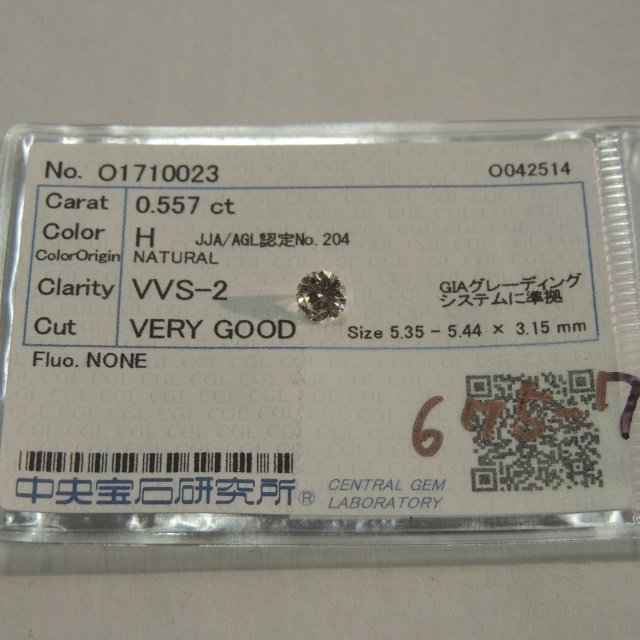 No. O1710023 O042514
Carat 0.557 ct
Color H JJA/AGL認定No. 204
ColorOrigin NATURAL
Clarity VVS-2 GIAグレーディング
システムに準拠
Cut VERY GOOD Size 5.35 - 5.44 × 3.15 mm
Fluo. NONE
675-7
中央宝石研究所® CENTRAL GEM
LABORATORY